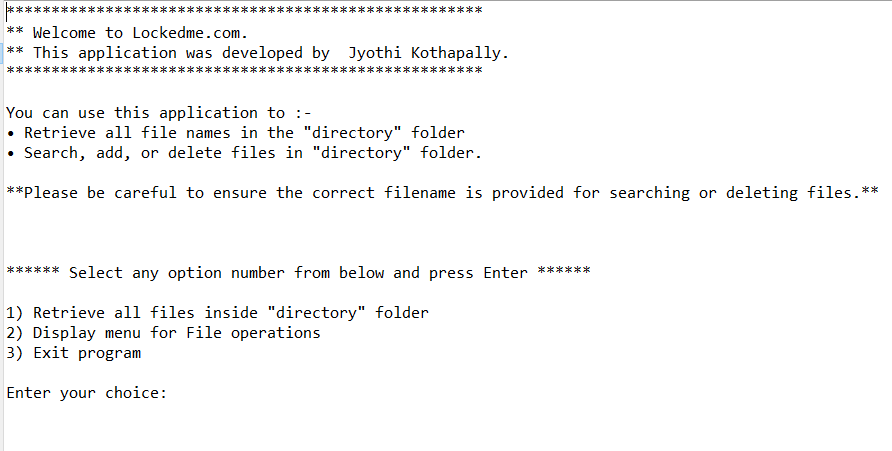 *****************************************************
** Welcome to Lockedme.com.
** This application was developed by  Jyothi Kothapally.
*****************************************************
You can use this application to :-
• Retrieve all file names in the "directory" folder
• Search, add, or delete files in "directory" folder.
**Please be careful to ensure the correct filename is provided for searching or deleting files.**
****** Select any option number from below and press Enter ******
1) Retrieve all files inside "directory" folder
2) Display menu for File operations
3) Exit program
Enter your choice: